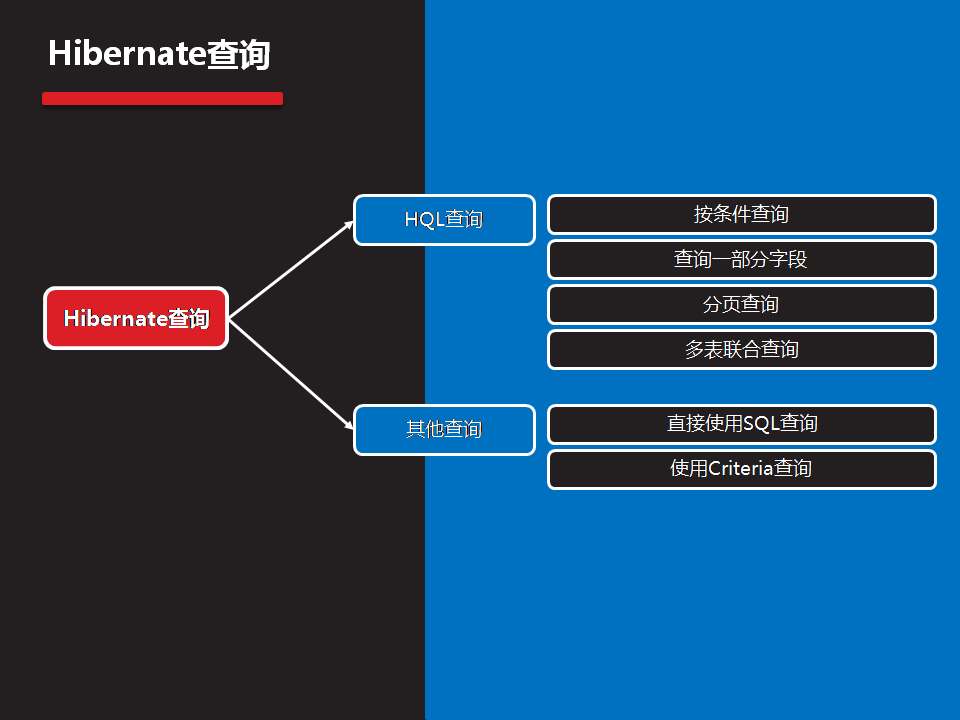 Hibernate查询
Hibernate查询
HQL查询
按条件查询
查询一部分字段
分页查询
多表联合查询
其他查询
直接使用SQL查询
使用Criteria查询